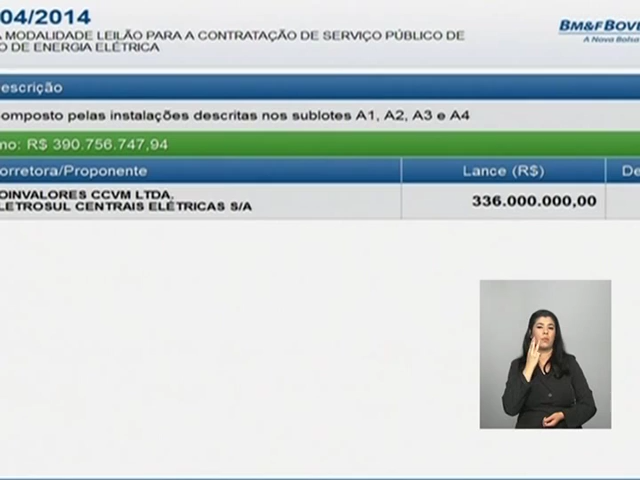 04/2014
A MODALIDADE LEILÃO PARA A CONTRATAÇÃO DE SERVIÇO PÚBLICO DE
O DE ENERGIA ELÉTRICA
BM&FBOVE
A Nova Bolsa
escrição
omposto pelas instalações descritas nos sublotes A1, A2, A3 e A4
mo: R$ 390.756.747,94
orretora/Proponente
Lance (R$)
De
OINVALORES CCVM LTDA.
LETROSUL CENTRAIS ELÉTRICAS S/A
336.000.000,00